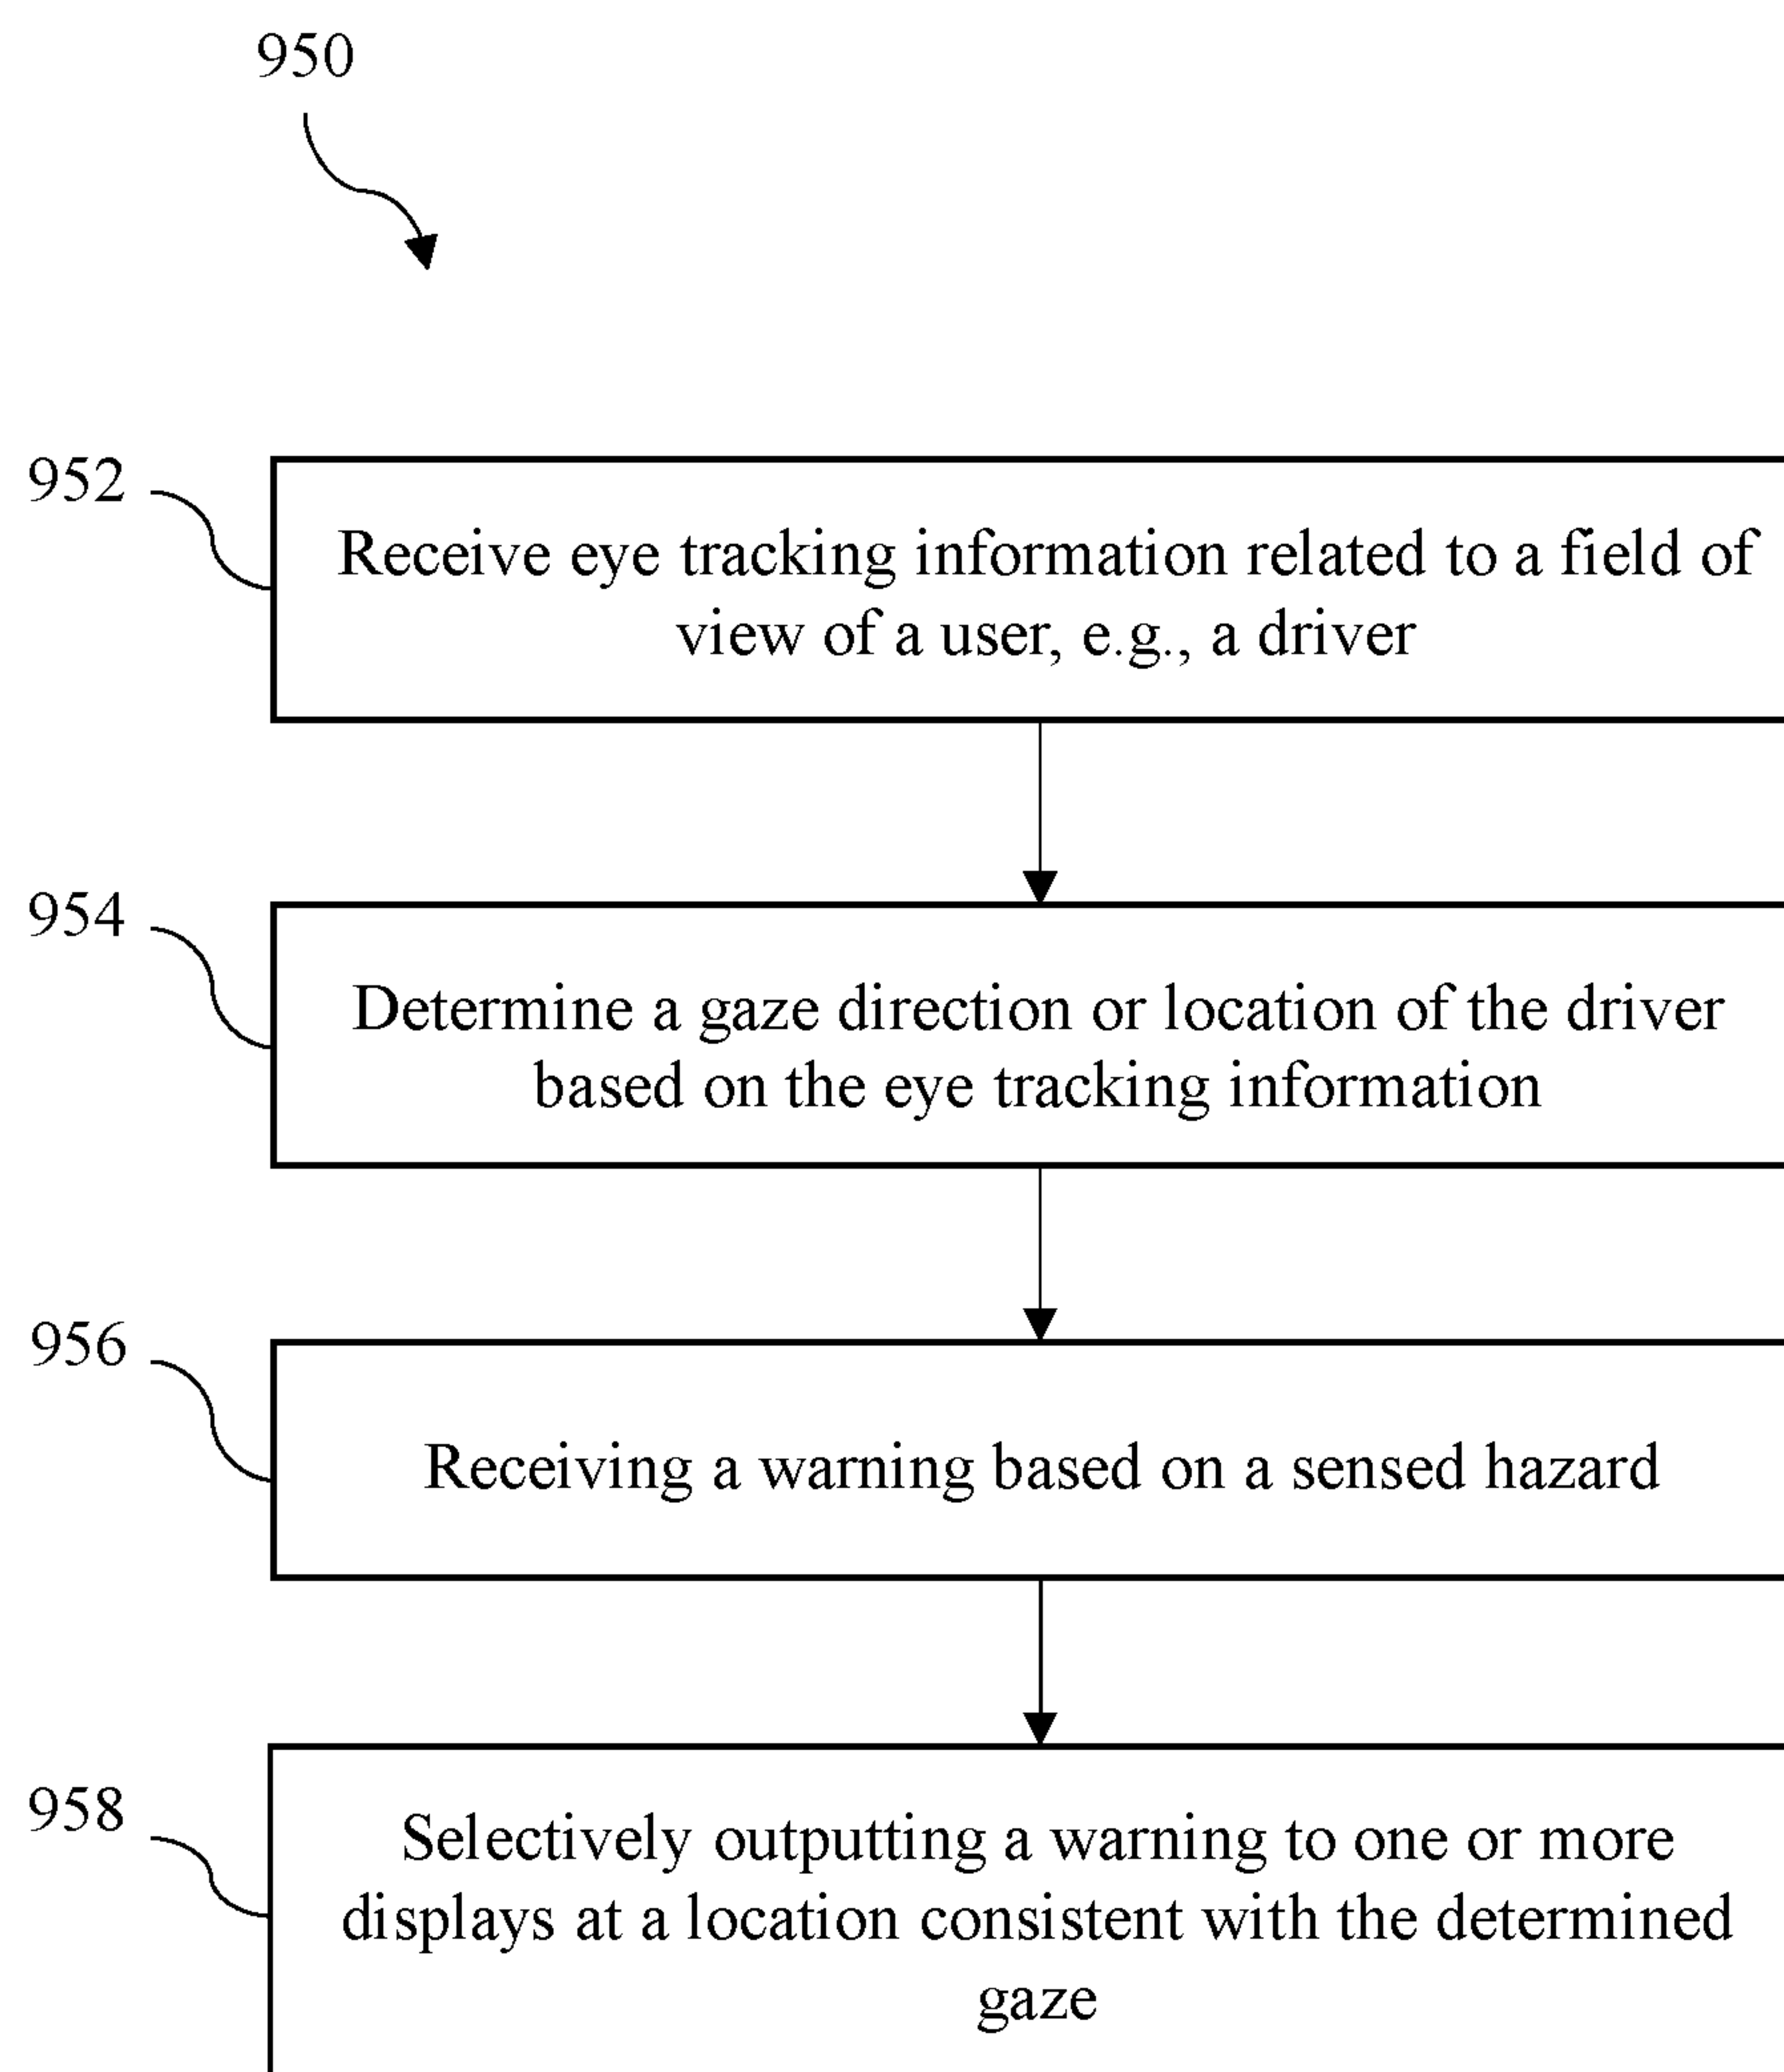 950
952
Receive eye tracking information related to a field of
view of a user, e.g., a driver
954
Determine a gaze direction or location of the driver
based on the eye tracking information
956
Receiving a warning based on a sensed hazard
958
Selectively outputting a warning to one or more
displays at a location consistent with the determined
gaze